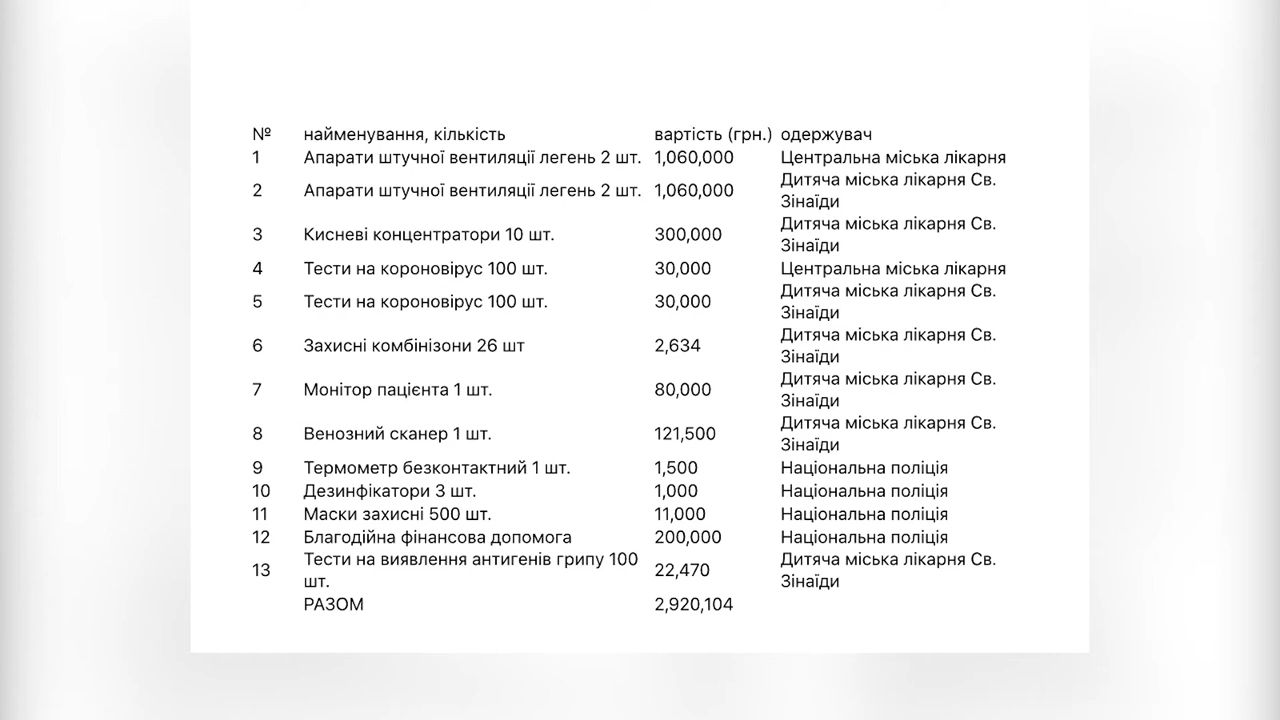 № найменування, кількість вартість (грн.) одержувач
1 Апарати штучної вентиляції легень 2 шт. 1,060,000 Центральна міська лікарня
2 Апарати штучної вентиляції легень 2 шт. 1,060,000 Дитяча міська лікарня Св.
Зінаїди
3 Кисневі концентратори 10 шт. 300,000 Дитяча міська лікарня Св.
Зінаїди
4 Тести на короновірус 100 шт. 30,000 Центральна міська лікарня
5 Тести на короновірус 100 шт. 30,000 Дитяча міська лікарня Св.
Зінаїди
6 Захисні комбінізони 26 шт 2,634 Дитяча міська лікарня Св.
Зінаїди
7 Монітор пацієнта 1 шт. 80,000 Дитяча міська лікарня Св.
Зінаїди
8 Венозний сканер 1 шт. 121,500 Дитяча міська лікарня Св.
Зінаїди
9 Термометр безконтактний 1 шт. 1,500 Національна поліція
10 Дезинфікатори 3 шт. 1,000 Національна поліція
11 Маски захисні 500 шт. 11,000 Національна поліція
12 Благодійна фінансова допомога 200,000 Національна поліція
13 Тести на виявлення антигенів грипу 100 22,470 Дитяча міська лікарня Св.
шт. Зінаїди
РАЗОМ 2,920,104